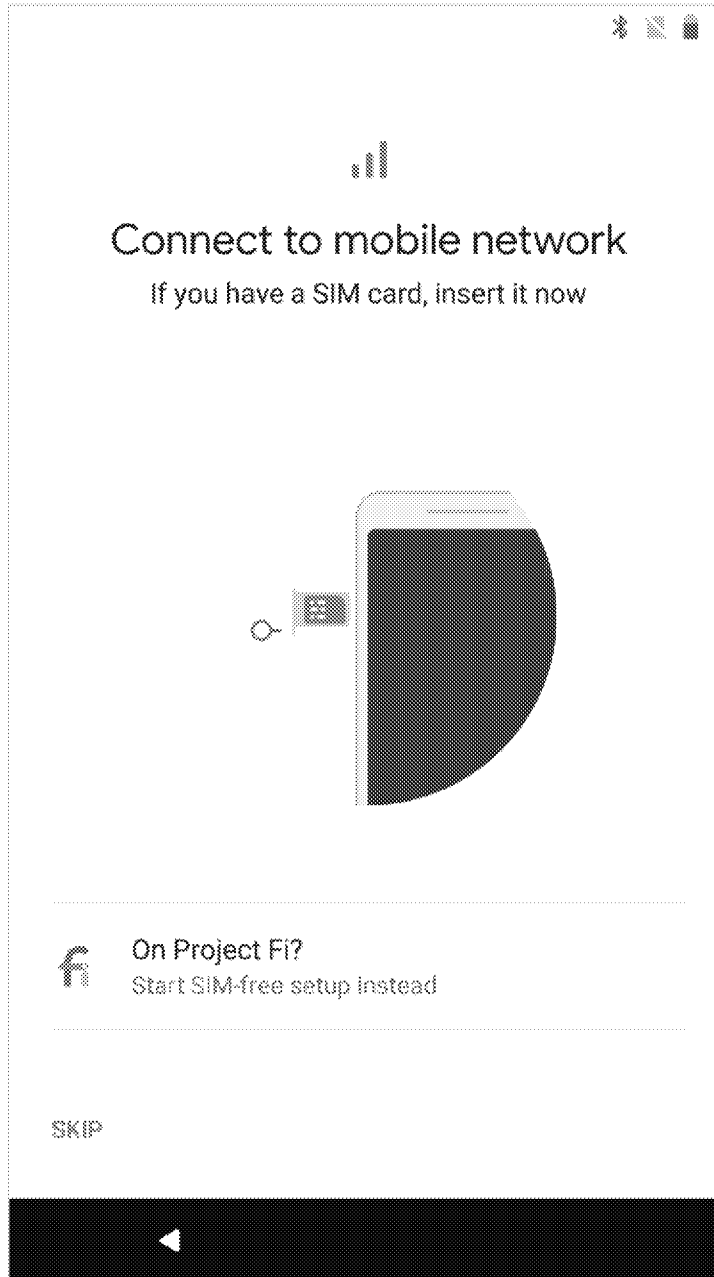 Connect to mobile network
If you have a SIM card, insert it now
fi
On Project Fi?
Start SIM-free setup instead
SKIP